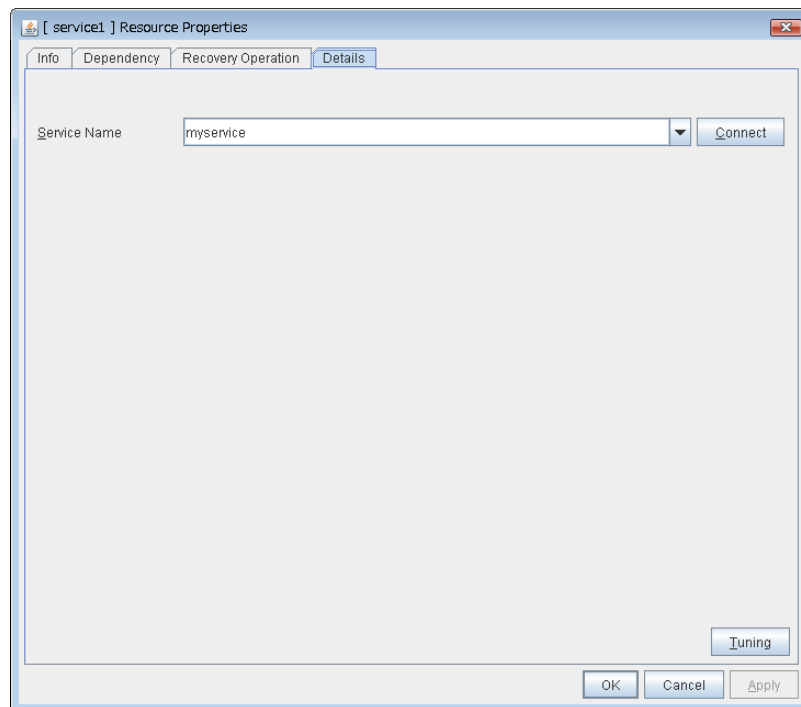 [ service1 ] Resource Properties
Info Dependency Recovery Operation Details
Service Name myservice Connect
Tuning
OK Cancel Apply